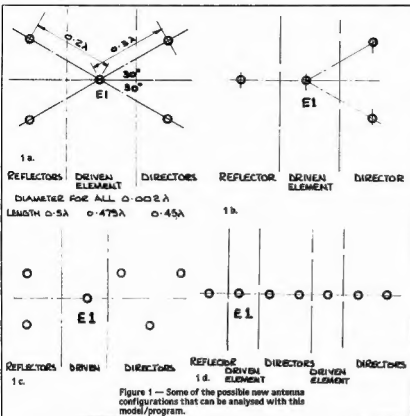 0.2λ 0.3λ
30°
30°
E1
1a.
REFLECTORS DRIVEN ELEMENT DIRECTORS
DIAMETER FOR ALL 0.002λ
LENGTH 0.5λ 0.475λ 0.45λ
E1
REFLECTOR DRIVEN ELEMENT DIRECTOR
1b.
E1
REFLECTORS DRIVEN DIRECTORS
1c.
E1
REFLECTOR DRIVEN ELEMENT DIRECTORS DRIVEN ELEMENT DIRECTORS
1d.
Figure 1 — Some of the possible new antenna
configurations that can be analysed with this
model/program.